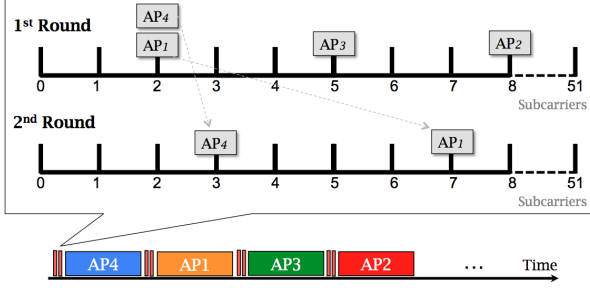 AP4
1st Round
AP1
AP3
AP2
0 1 2 3 4 5 6 7 8 51
Subcarriers
2nd Round
AP4
AP1
0 1 2 3 4 5 6 7 8 51
Subcarriers
AP4 AP1 AP3 AP2 ... Time